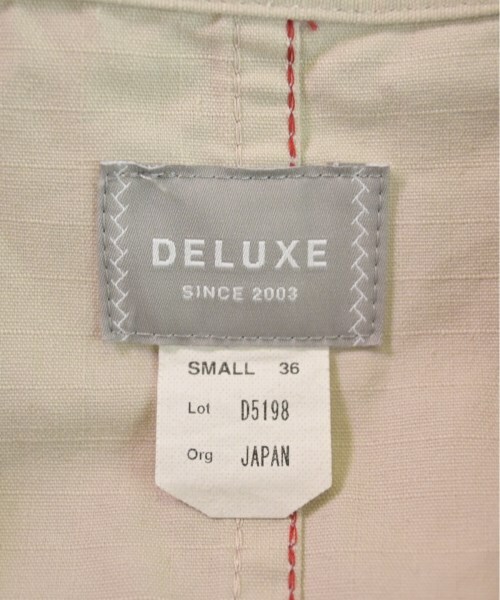 DELUXE
SINCE 2003
SMALL 36
Lot D5198
Org JAPAN